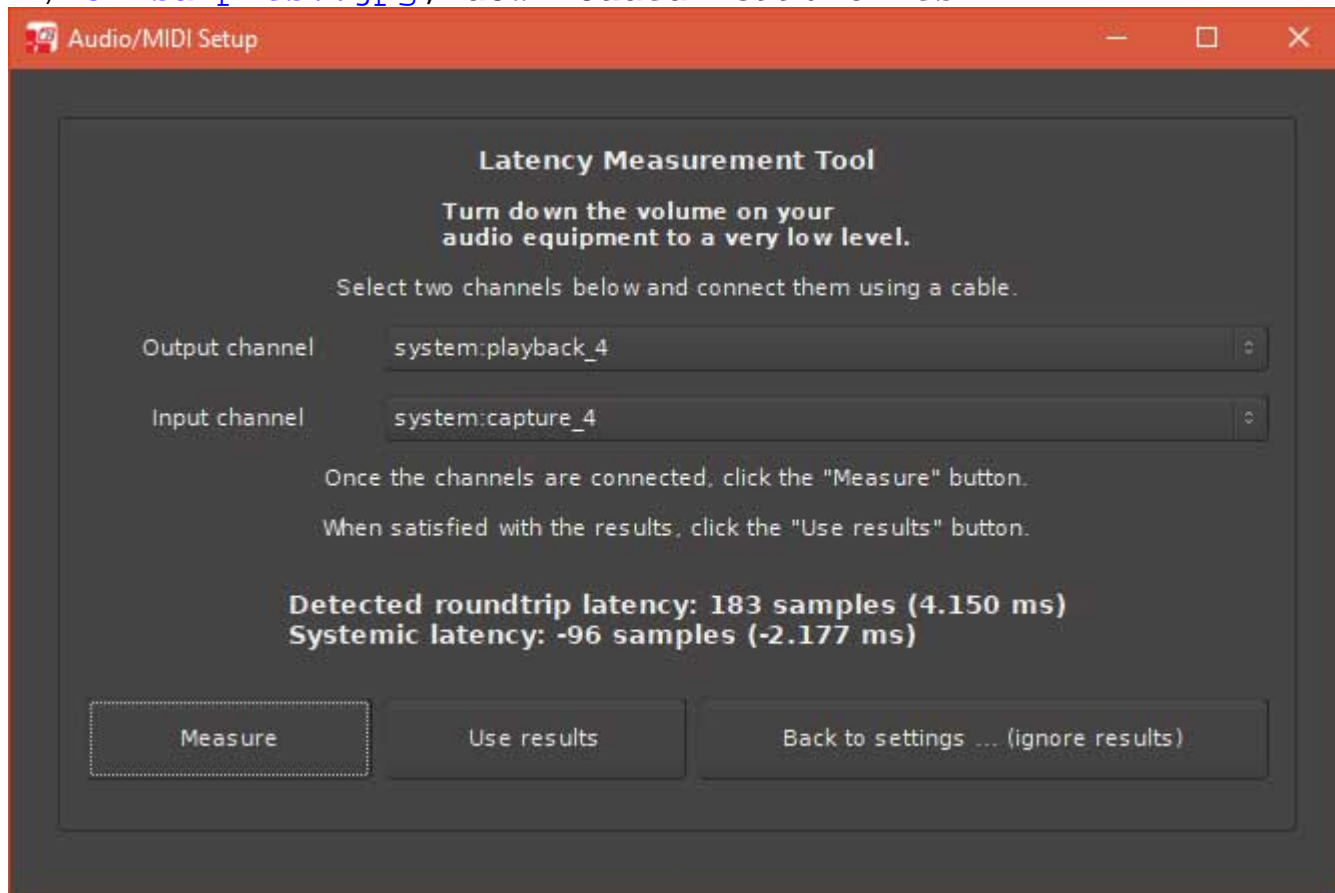 Audio/MIDI Setup
Latency Measurement Tool
Turn down the volume on your
audio equipment to a very low level.
Select two channels below and connect them using a cable.
Output channel system:playback_4
Input channel system:capture_4
Once the channels are connected, click the "Measure" button.
When satisfied with the results, click the "Use results" button.
Detected roundtrip latency: 183 samples (4.150 ms)
Systemic latency: -96 samples (-2.177 ms)
Measure Use results Back to settings ... (ignore results)